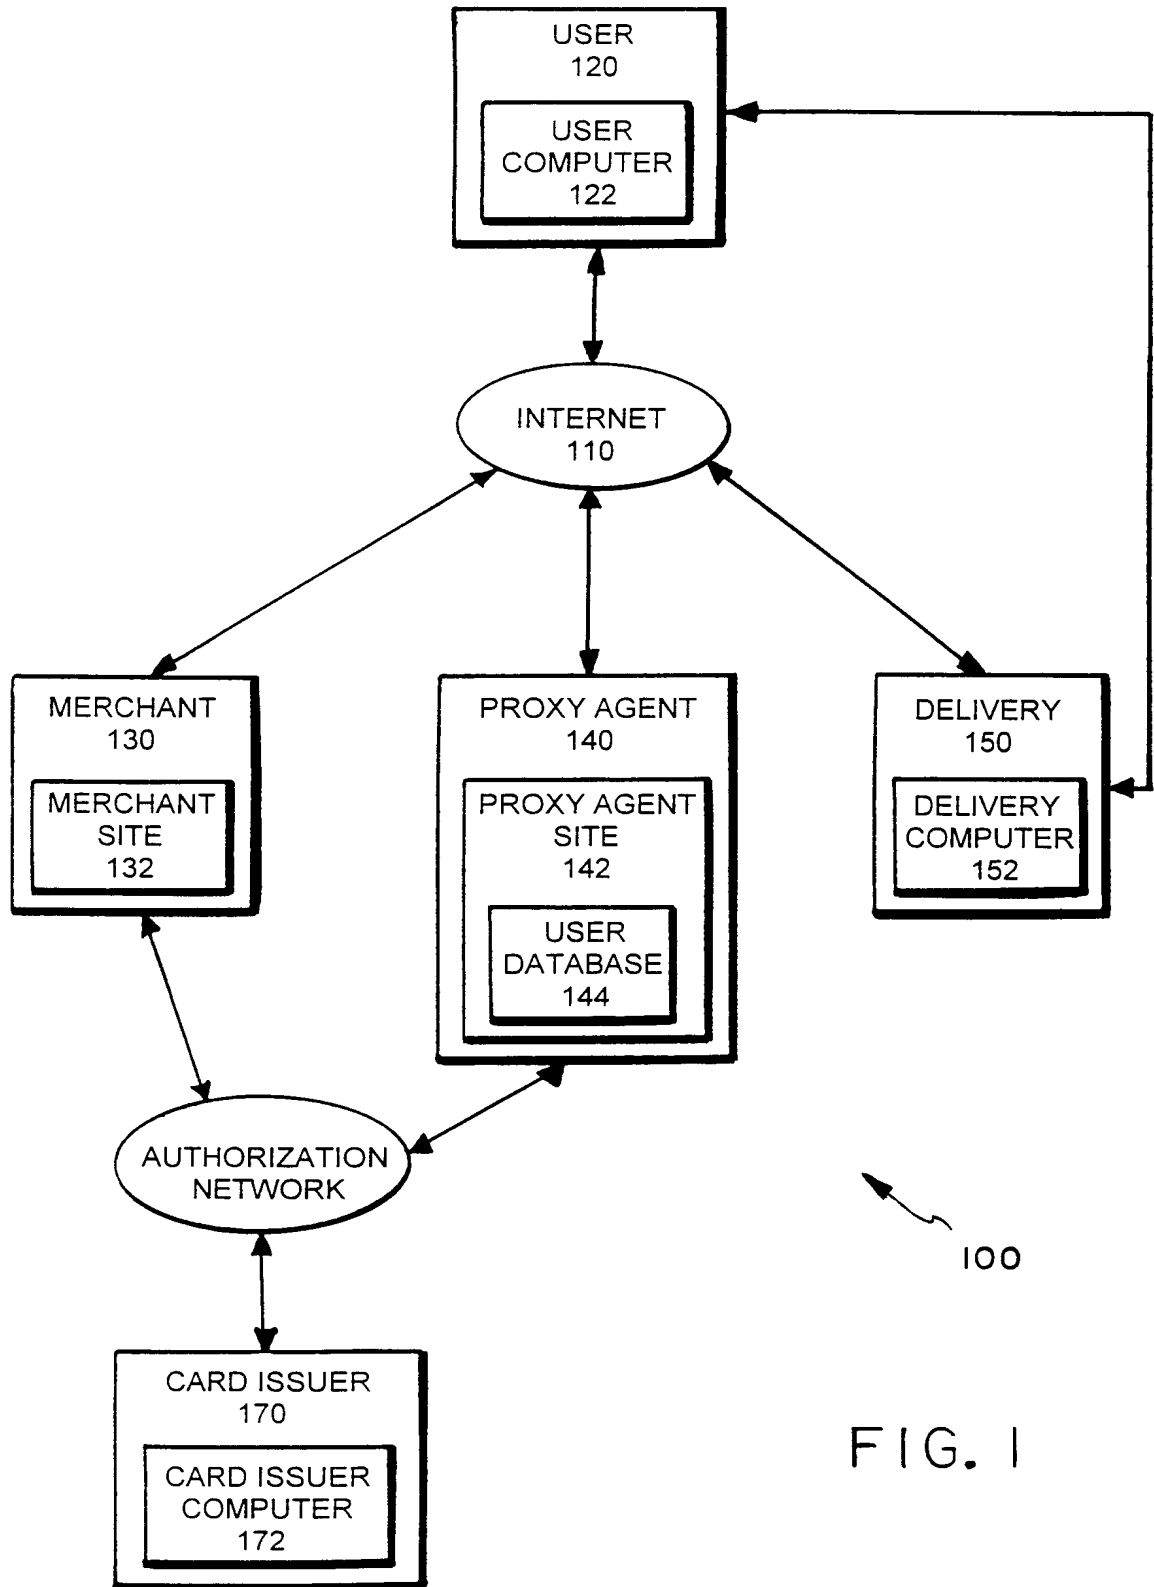 USER
120
USER
COMPUTER
122
INTERNET
110
MERCHANT
130
MERCHANT
SITE
132
PROXY AGENT
140
PROXY AGENT
SITE
142
USER
DATABASE
144
DELIVERY
150
DELIVERY
COMPUTER
152
AUTHORIZATION
NETWORK
100
CARD ISSUER
170
CARD ISSUER
COMPUTER
172
FIG. 1